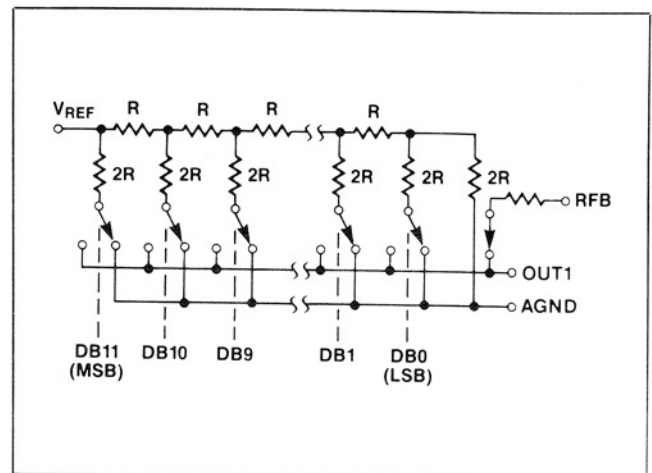 VREF
R
R
R
R
2R
2R
2R
2R
2R
2R
RFB
OUT1
AGND
DB11
(MSB)
DB10
DB9
DB1
DB0
(LSB)